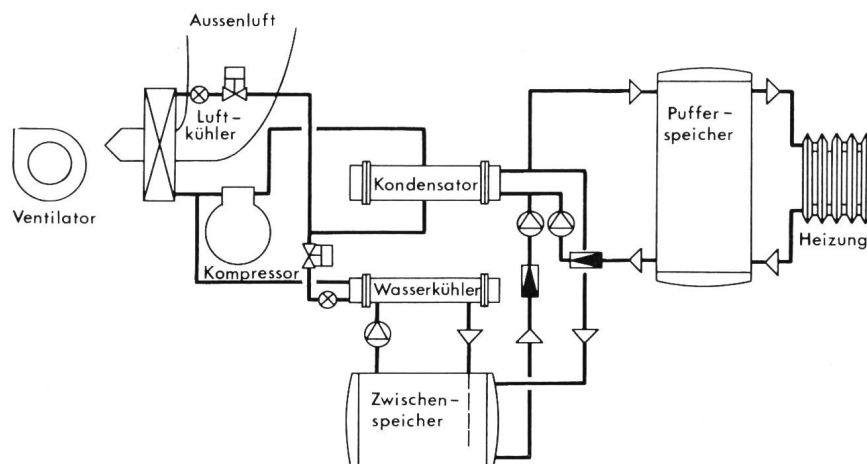 Aussenluft
Luft-
kühler
Ventilator
Kompressor
Kondensator
Wasserkühler
Zwischen-
speicher
Puffer-
speicher
Heizung